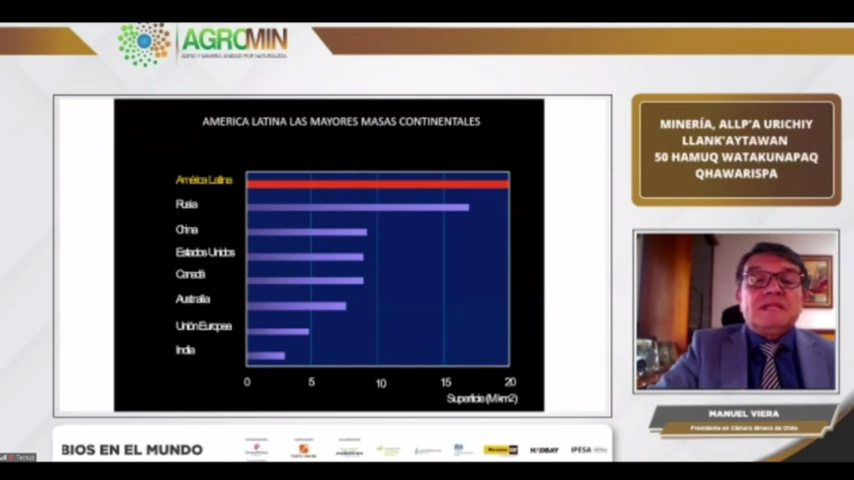 AGROMIN
AGRO Y MINERÍA UNIDOS POR NATURALEZA
AMERICA LATINA LAS MAYORES MASAS CONTINENTALES
América Latina
Rusia
China
Estados Unidos
Canadá
Australia
Unión Europea
India
0 5 10 15 20
Superficie (Mkm2)
MINERÍA, ALLP'A URICHIY
LLANK'AYTAWAN
50 HAMUQ WATAKUNAPAQ
QHAWARISPA
MANUEL VIERA
Presidente en Cámara Minera de Chile
BIOS EN EL MUNDO
IPESA